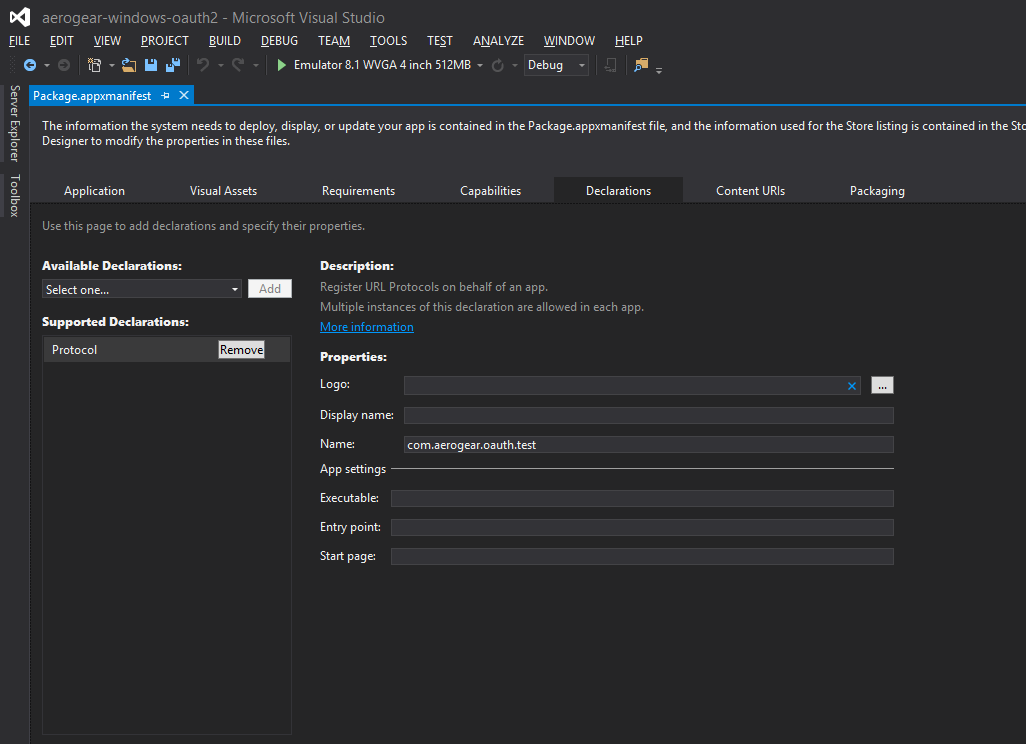 aerogear-windows-oauth2 - Microsoft Visual Studio
FILE EDIT VIEW PROJECT BUILD DEBUG TEAM TOOLS TEST ANALYZE WINDOW HELP
Emulator 8.1 WVGA 4 inch 512MB Debug
Server Explorer
Toolbox
Package.appxmanifest
The information the system needs to deploy, display, or update your app is contained in the Package.appxmanifest file, and the information used for the Store listing is contained in the Sto
Designer to modify the properties in these files.
Application Visual Assets Requirements Capabilities Declarations Content URIs Packaging
Use this page to add declarations and specify their properties.
Available Declarations:
Select one... Add
Supported Declarations:
Protocol Remove
Description:
Register URL Protocols on behalf of an app.
Multiple instances of this declaration are allowed in each app.
More information
Properties:
Logo: ...
Display name:
Name: com.aerogear.oauth.test
App settings
Executable:
Entry point:
Start page: